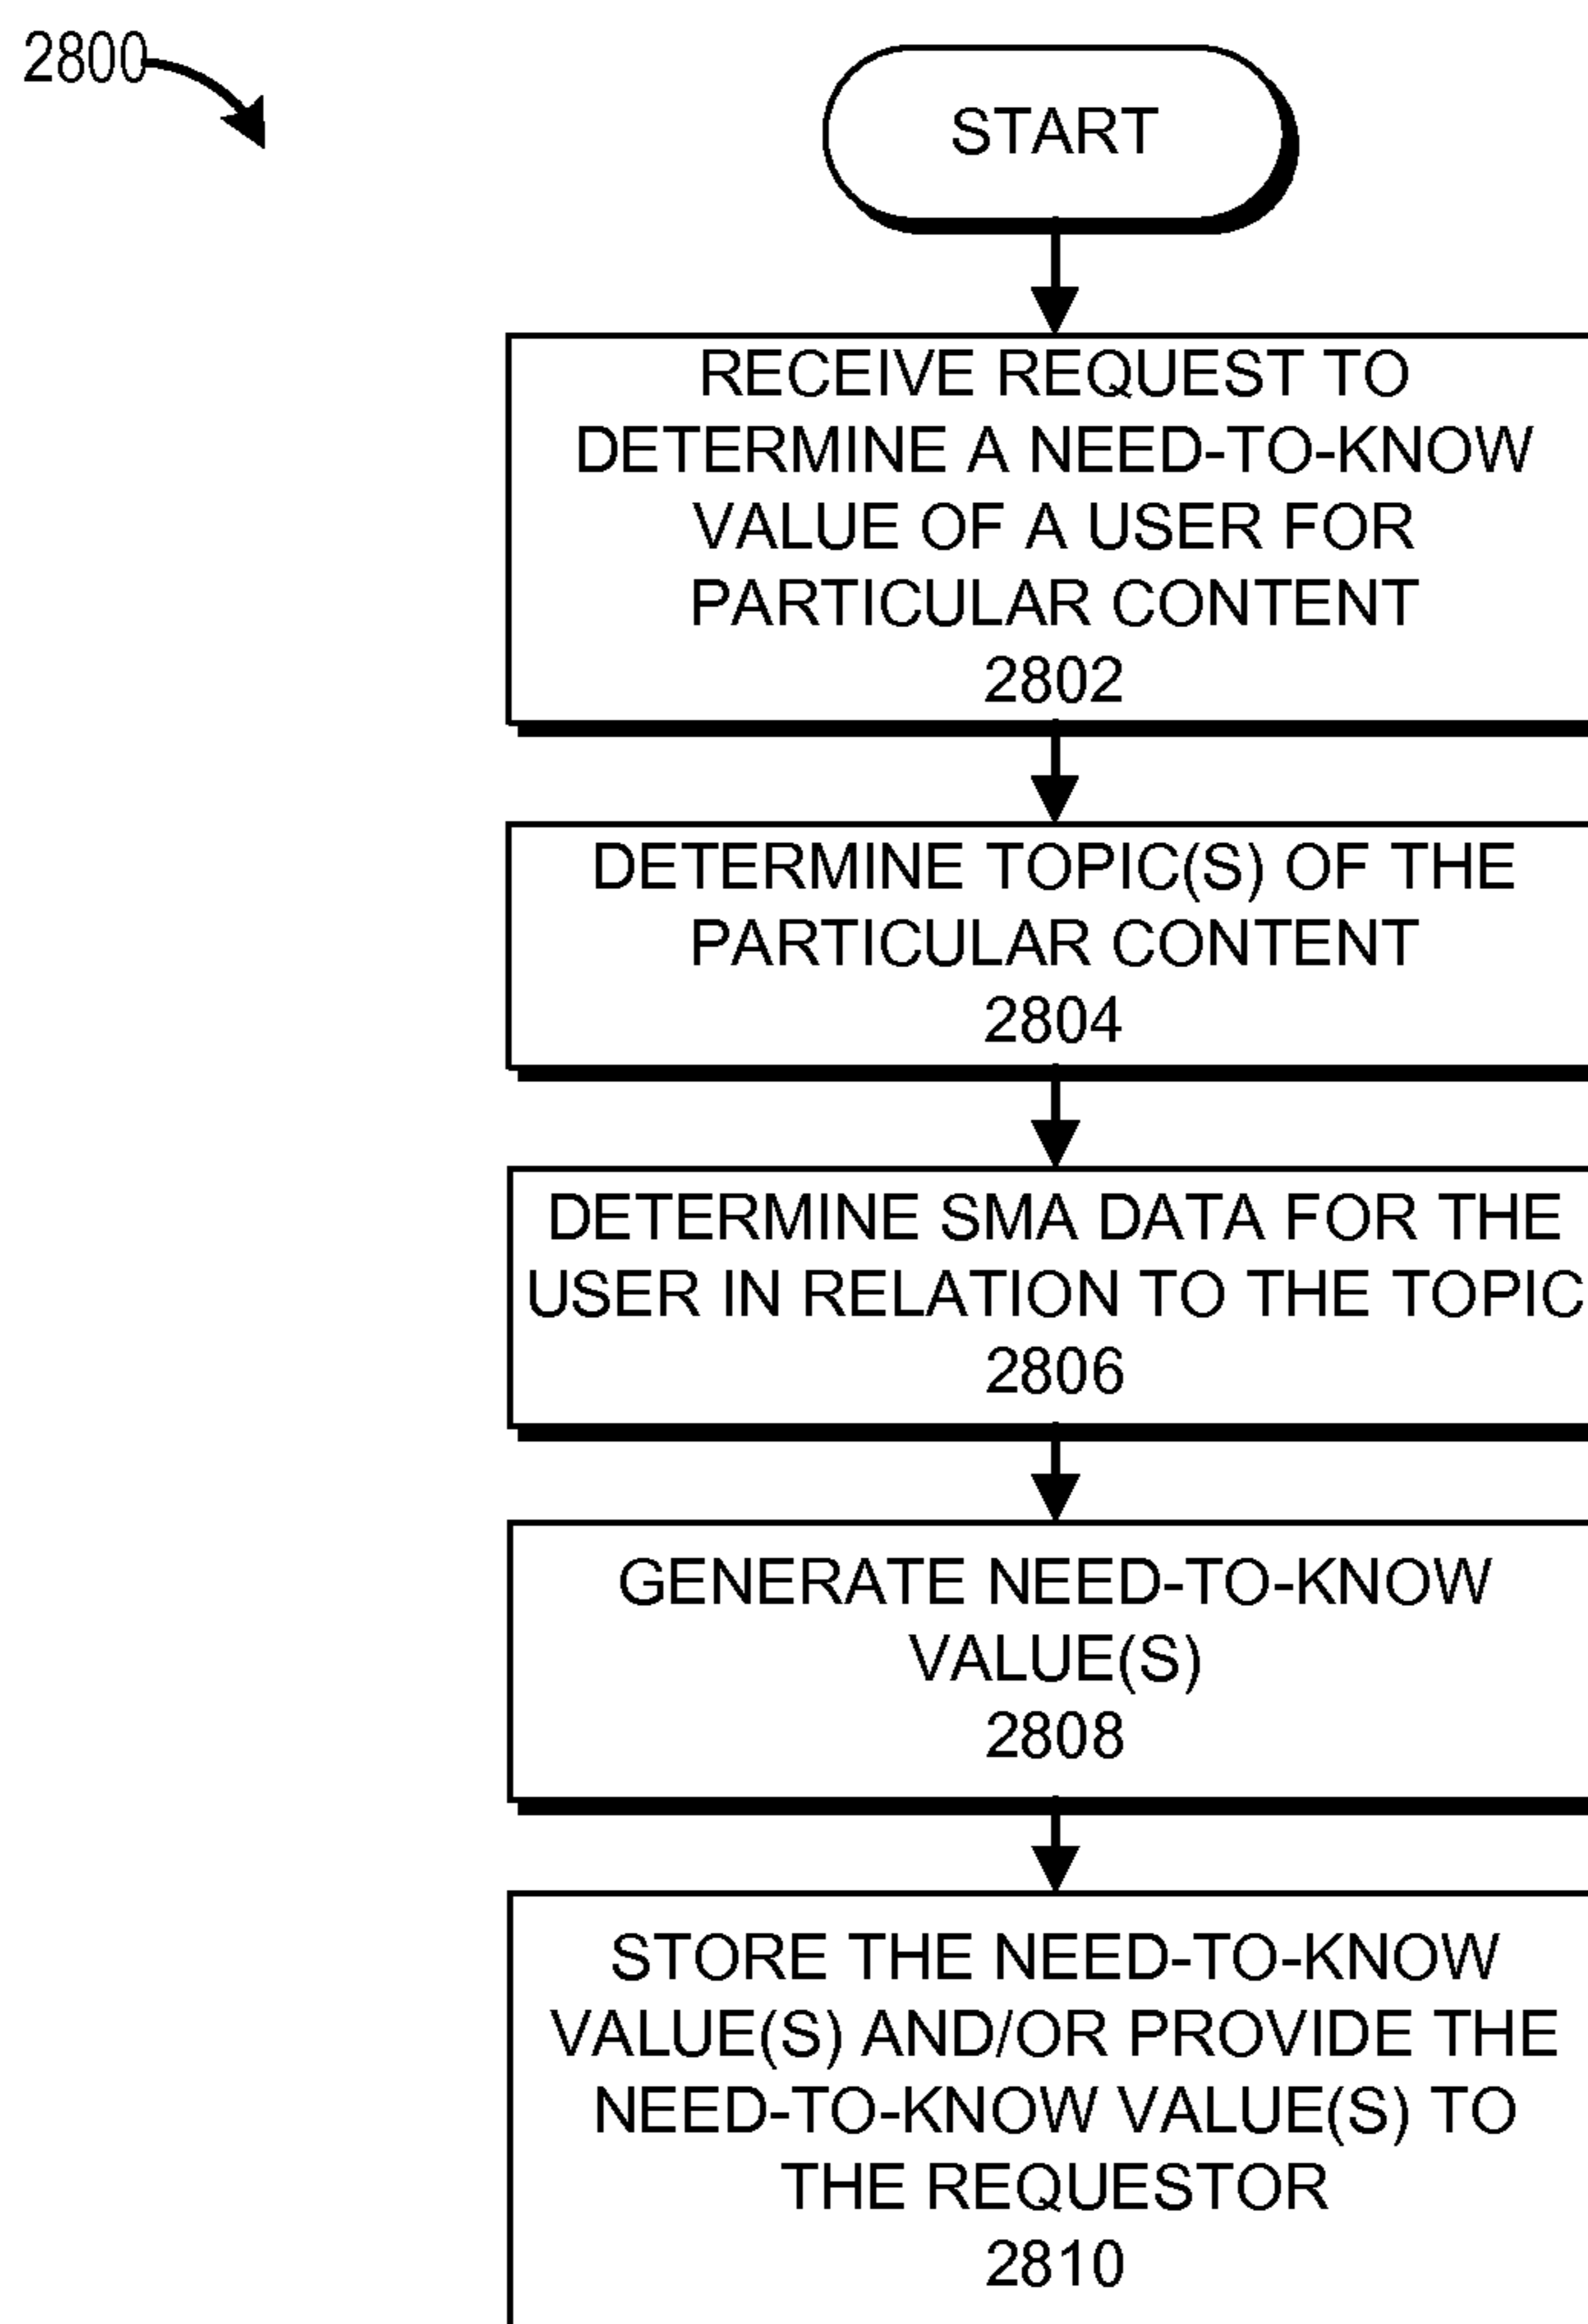 2800
START
RECEIVE REQUEST TO
DETERMINE A NEED-TO-KNOW
VALUE OF A USER FOR
PARTICULAR CONTENT
2802
DETERMINE TOPIC(S) OF THE
PARTICULAR CONTENT
2804
DETERMINE SMA DATA FOR THE
USER IN RELATION TO THE TOPIC
2806
GENERATE NEED-TO-KNOW
VALUE(S)
2808
STORE THE NEED-TO-KNOW
VALUE(S) AND/OR PROVIDE THE
NEED-TO-KNOW VALUE(S) TO
THE REQUESTOR
2810